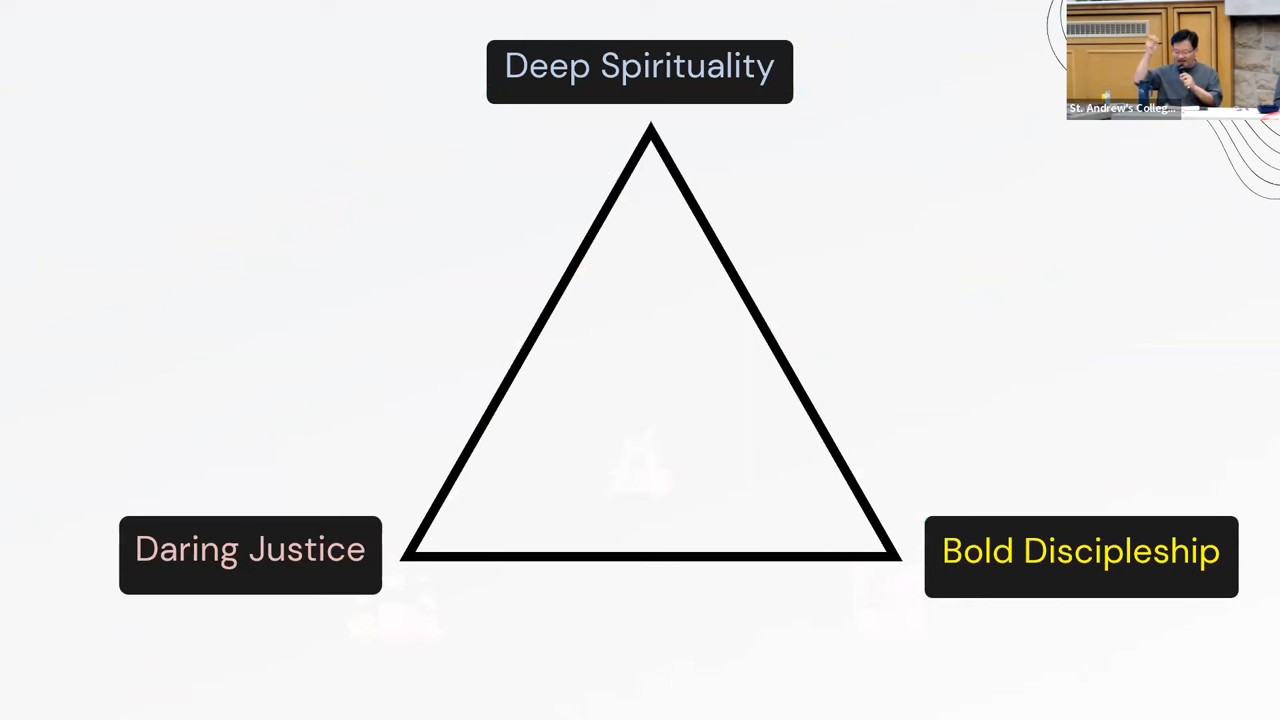 Deep Spirituality
St. Andrew's Colleg...
Daring Justice
Bold Discipleship